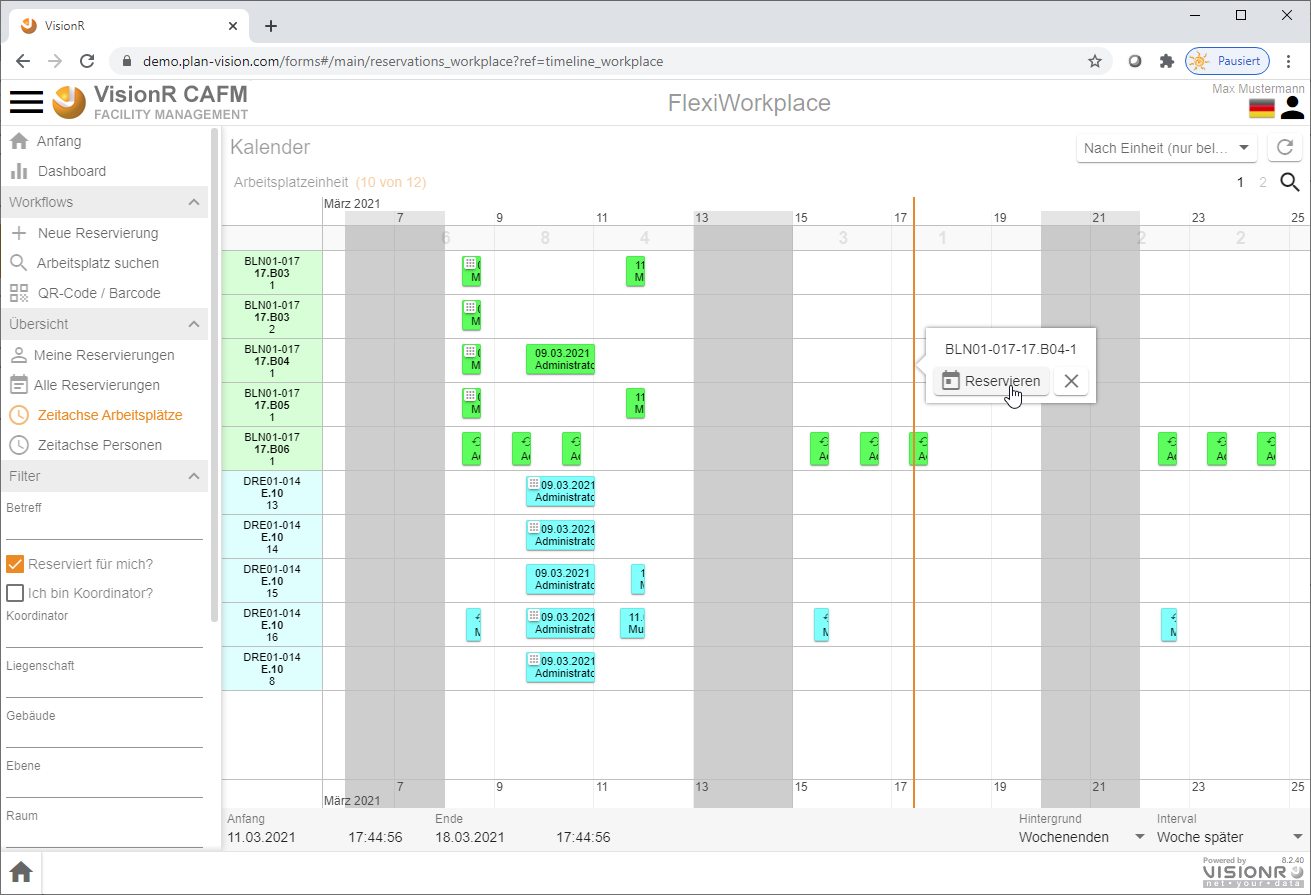 VisionR
demo.plan-vision.com/forms#/main/reservations_workplace?ref=timeline_workplace
Pausiert
VisionR CAFM
FACILITY MANAGEMENT
FlexiWorkplace
Max Mustermann
Anfang
Dashboard
Workflows
Neue Reservierung
Arbeitsplatz suchen
QR-Code / Barcode
Übersicht
Meine Reservierungen
Alle Reservierungen
Zeitachse Arbeitsplätze
Zeitachse Personen
Filter
Betreff
Reserviert für mich?
Ich bin Koordinator?
Koordinator
Liegenschaft
Gebäude
Ebene
Raum
Kalender
Nach Einheit (nur bel...
Arbeitsplatzeinheit (10 von 12)
1 2
März 2021
7 9 11 13 15 17 19 21 23 25
6 8 4 3 1 2 2
BLN01-017
17.B03
1
11
M
M
BLN01-017
17.B03
2
M
BLN01-017
17.B04
1
M
09.03.2021
Administrato
BLN01-017-17.B04-1
Reservieren
BLN01-017
17.B05
1
M
11
M
BLN01-017
17.B06
1
A A A A A A A A A
DRE01-014
E.10
13
09.03.2021
Administrato
DRE01-014
E.10
14
09.03.2021
Administrato
DRE01-014
E.10
15
09.03.2021
Administrato
1
DRE01-014
E.10
16
09.03.2021
Administrato
11.
Mu
DRE01-014
E.10
8
09.03.2021
Administrato
7 9 11 13 15 17 19 21 23 25
März 2021
Anfang
11.03.2021 17:44:56
Ende
18.03.2021 17:44:56
Hintergrund
Wochenenden
Interval
Woche später
Powered by 8.2.40
VISIONR
net • your • data